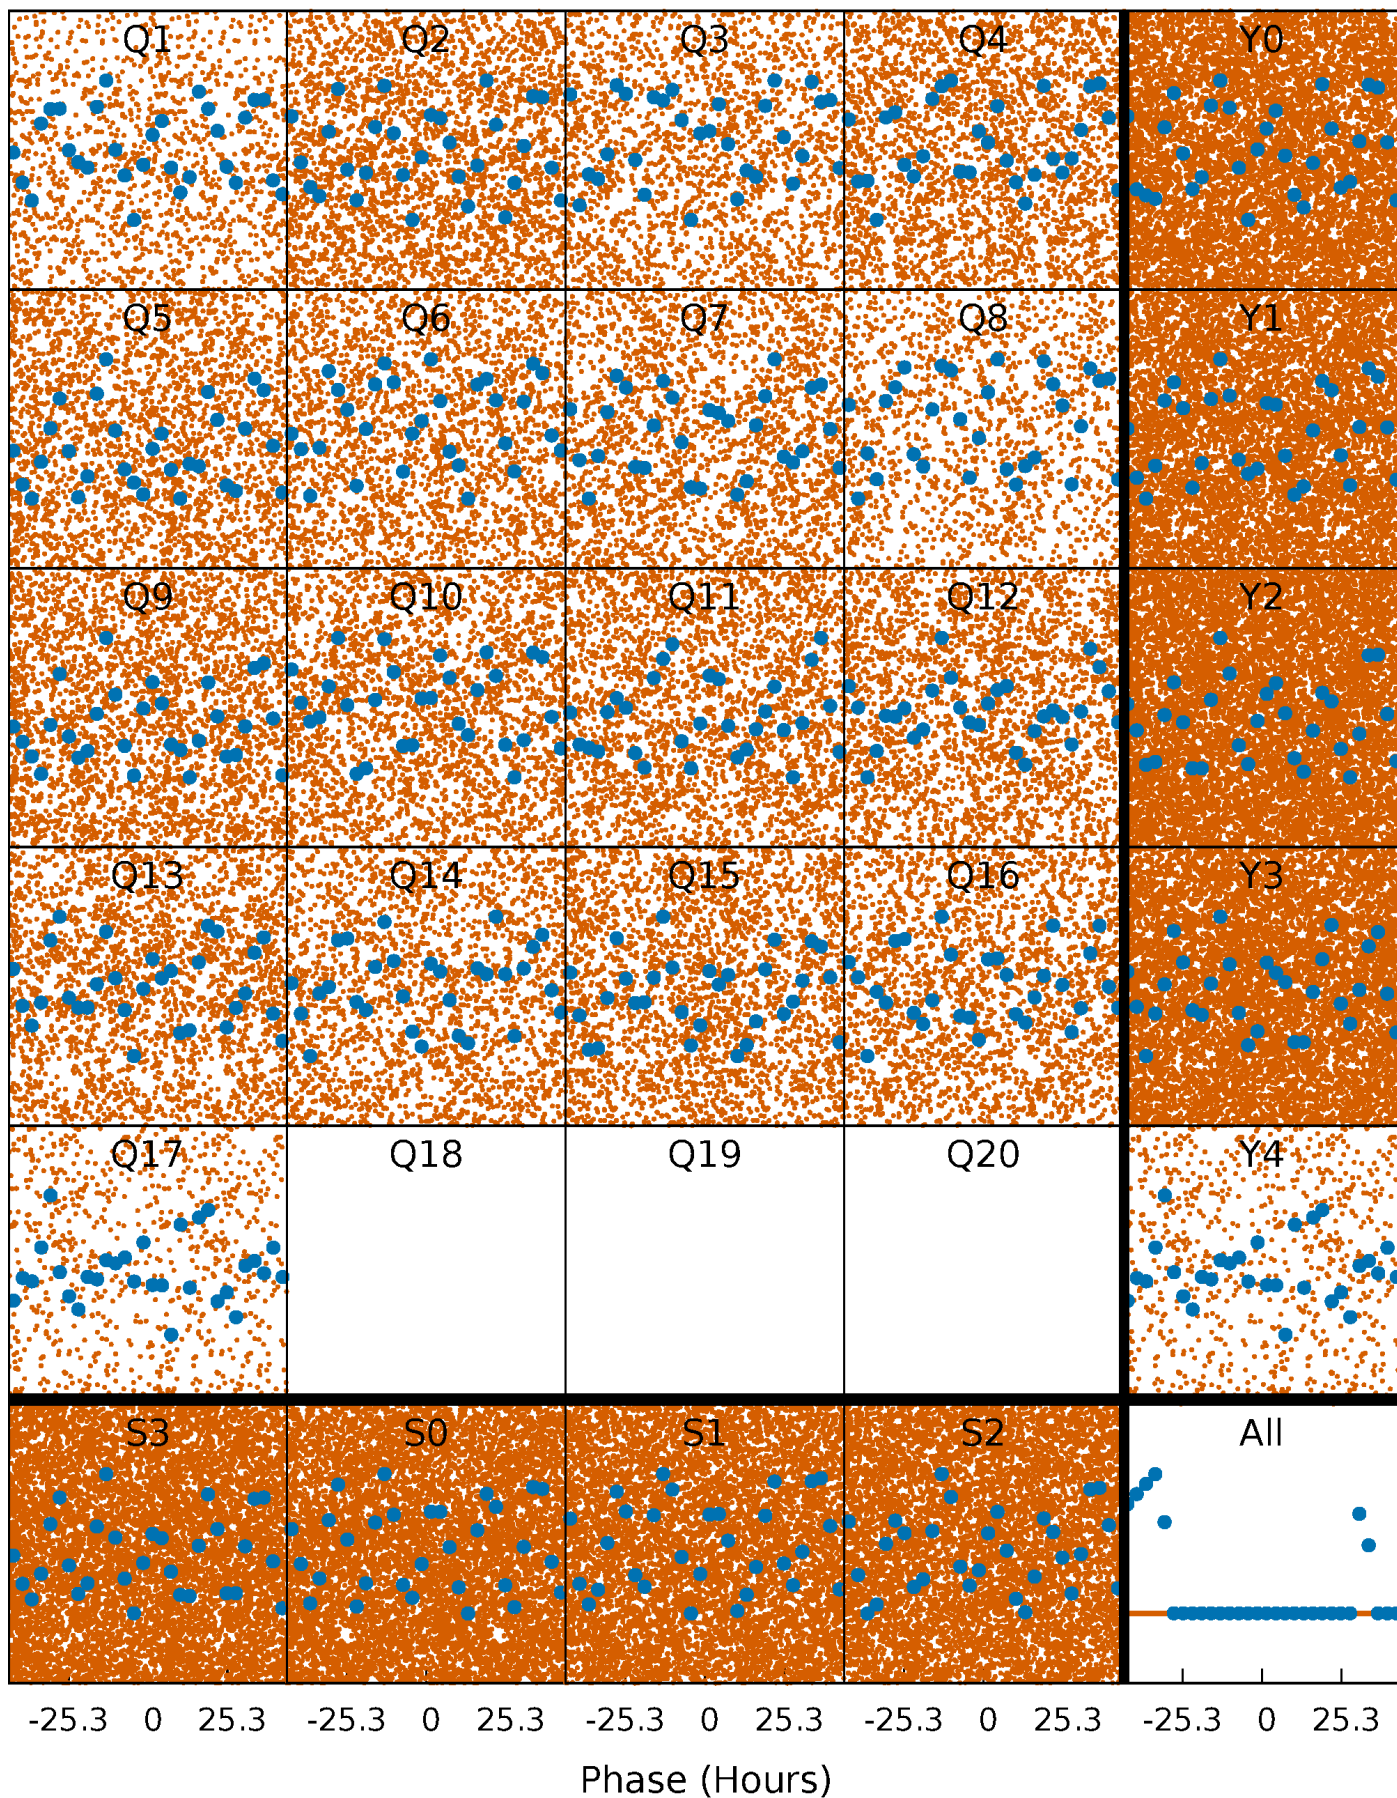 Q1 Q2 Q3 Q4 Y0
Q5 Q6 Q7 Q8 Y1
Q9 Q10 Q11 Q12 Y2
Q13 Q14 Q15 Q16 Y3
Q17 Q18 Q19 Q20 Y4
S3 S0 S1 S2 All
-25.3 0 25.3 -25.3 0 25.3 -25.3 0 25.3 -25.3 0 25.3 -25.3 0 25.3
Phase (Hours)